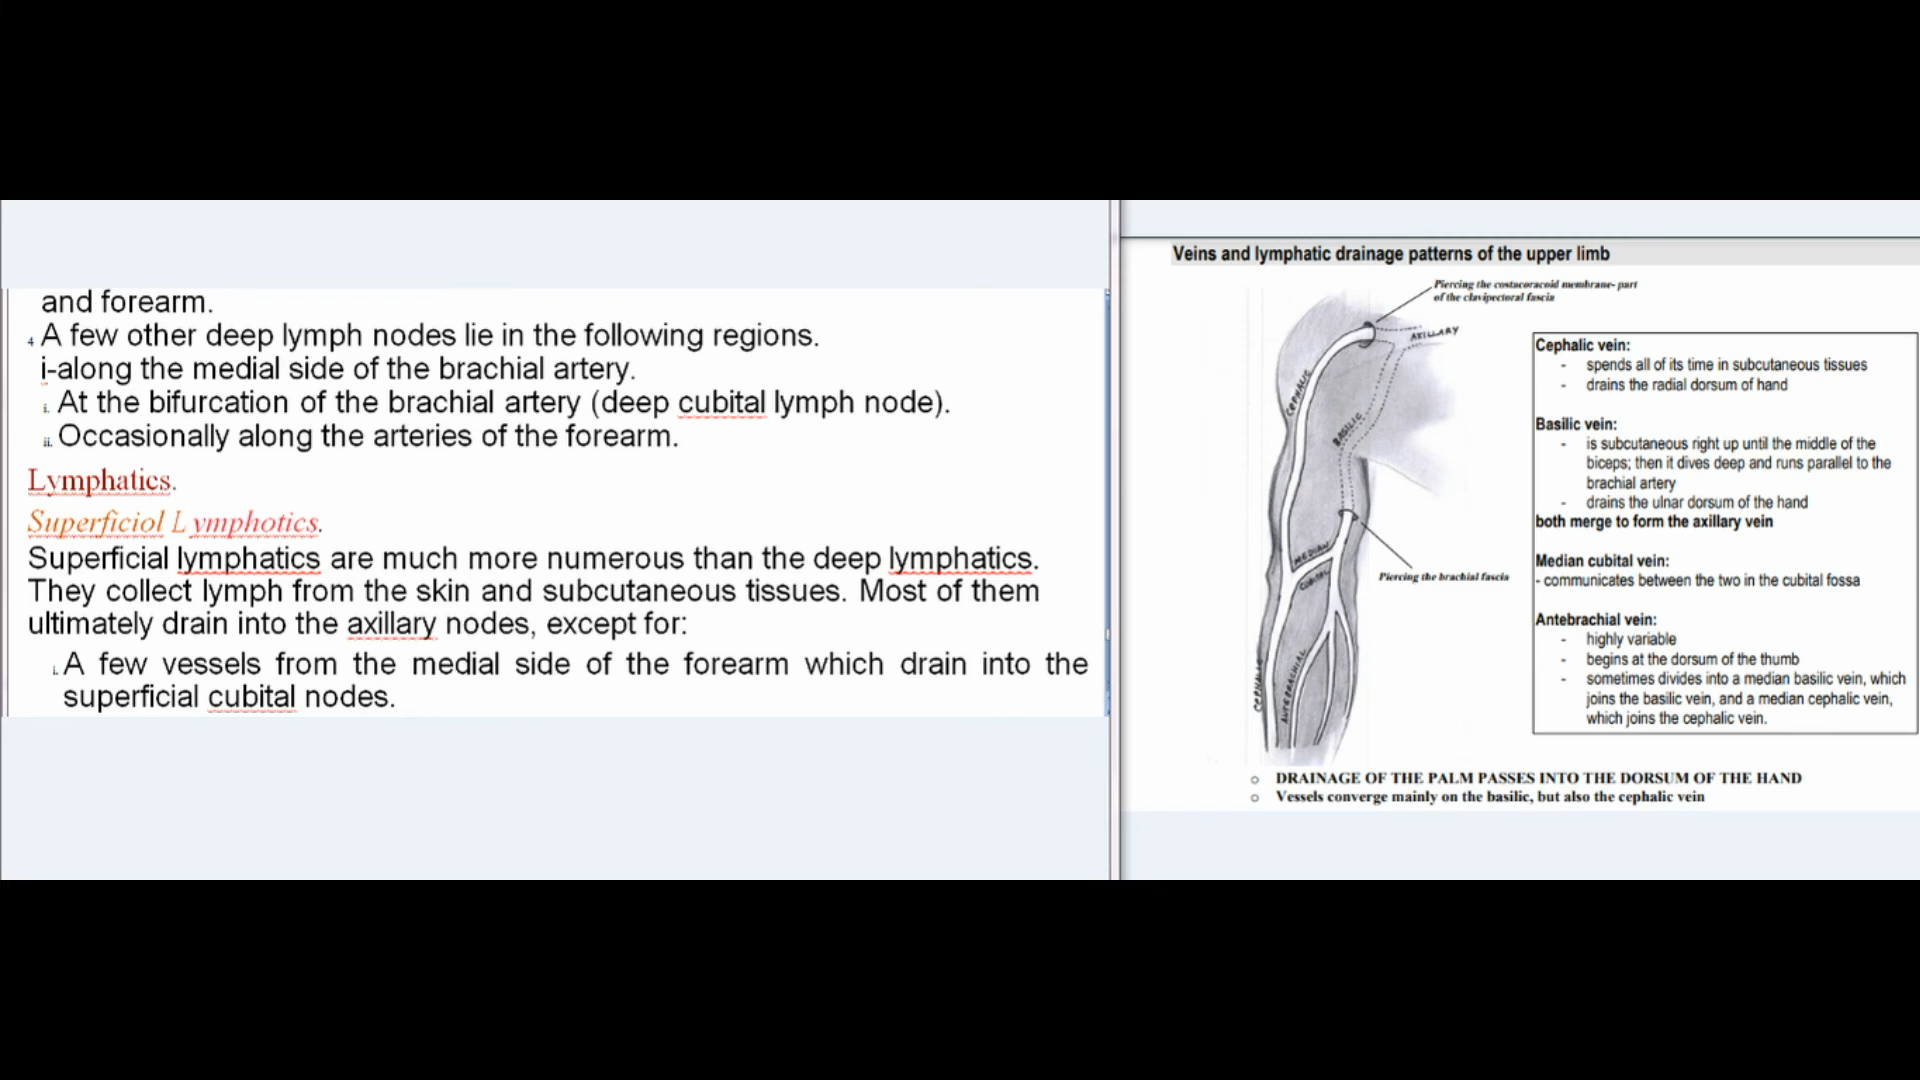 and forearm.
4 A few other deep lymph nodes lie in the following regions.
i-along the medial side of the brachial artery.
i. At the bifurcation of the brachial artery (deep cubital lymph node).
ii. Occasionally along the arteries of the forearm.
Lymphatics.
Superficiol L ymphotics.
Superficial lymphatics are much more numerous than the deep lymphatics.
They collect lymph from the skin and subcutaneous tissues. Most of them
ultimately drain into the axillary nodes, except for:
i. A few vessels from the medial side of the forearm which drain into the
superficial cubital nodes.
Veins and lymphatic drainage patterns of the upper limb
Piercing the costacoracoid membrane- part
of the clavipectoral fascia
AXILLARY
CEPHALIC
BASILIC
MEDIAN
CUBITAL
Piercing the brachial fascia
CEPHALIC
ANTEBRACHIAL
Cephalic vein:
- spends all of its time in subcutaneous tissues
- drains the radial dorsum of hand
Basilic vein:
- is subcutaneous right up until the middle of the
biceps; then it dives deep and runs parallel to the
brachial artery
- drains the ulnar dorsum of the hand
both merge to form the axillary vein
Median cubital vein:
- communicates between the two in the cubital fossa
Antebrachial vein:
- highly variable
- begins at the dorsum of the thumb
- sometimes divides into a median basilic vein, which
joins the basilic vein, and a median cephalic vein,
which joins the cephalic vein.
o DRAINAGE OF THE PALM PASSES INTO THE DORSUM OF THE HAND
o Vessels converge mainly on the basilic, but also the cephalic vein